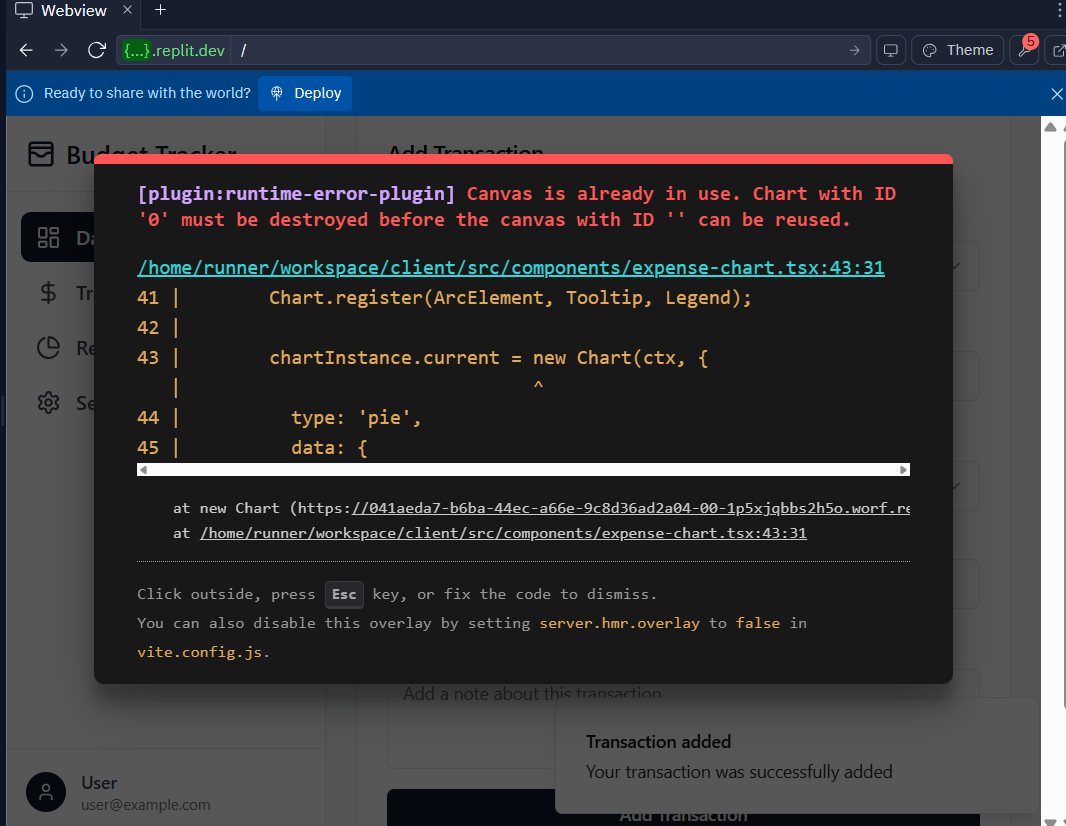 Webview
{...}.replit.dev /
Theme
5
Ready to share with the world?
Deploy
Budget Tracker
Add Transaction
[plugin:runtime-error-plugin] Canvas is already in use. Chart with ID
'0' must be destroyed before the canvas with ID '' can be reused.
/home/runner/workspace/client/src/components/expense-chart.tsx:43:31
41 | Chart.register(ArcElement, Tooltip, Legend);
42 |
43 | chartInstance.current = new Chart(ctx, {
| ^
44 | type: 'pie',
45 | data: {
at new Chart (https://041aeda7-b6ba-44ec-a66e-9c8d36ad2a04-00-1p5xjqbbs2h5o.worf.re
at /home/runner/workspace/client/src/components/expense-chart.tsx:43:31
Click outside, press Esc key, or fix the code to dismiss.
You can also disable this overlay by setting server.hmr.overlay to false in
vite.config.js.
Da
Tr
Re
Se
Add a note about this transaction
Transaction added
Your transaction was successfully added
User
user@example.com
Add Transaction